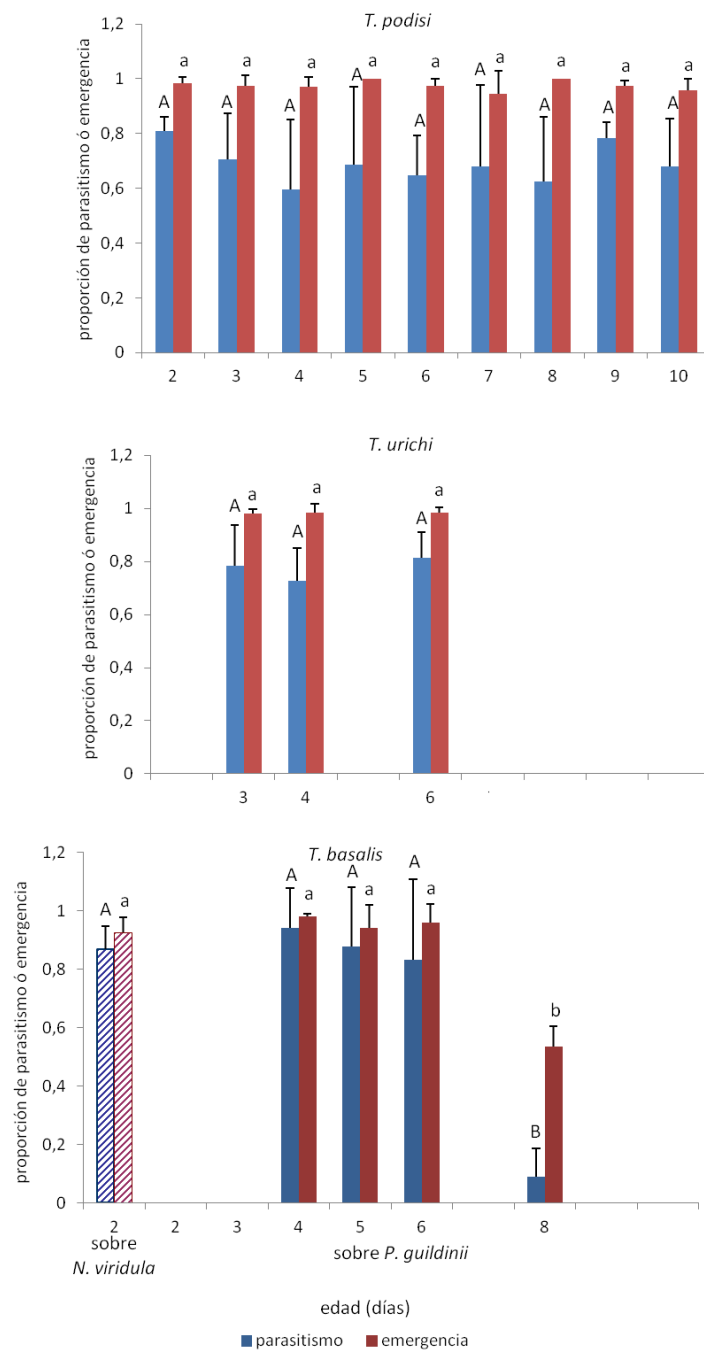 T. podisi
proporción de parasitismo ó emergencia
1,2
1
0,8
0,6
0,4
0,2
0
A a A a A a A a A a A a A a A a A a
2 3 4 5 6 7 8 9 10
T. urichi
proporción de parasitismo ó emergencia
1,2
1
0,8
0,6
0,4
0,2
0
A a A a A a
3 4 6
T. basalis
proporción de parasitismo ó emergencia
1,2
1
0,8
0,6
0,4
0,2
0
A a A a A a A a B b
2 2 3 4 5 6 8
sobre N. viridula
sobre P. guildinii
edad (días)
parasitismo emergencia